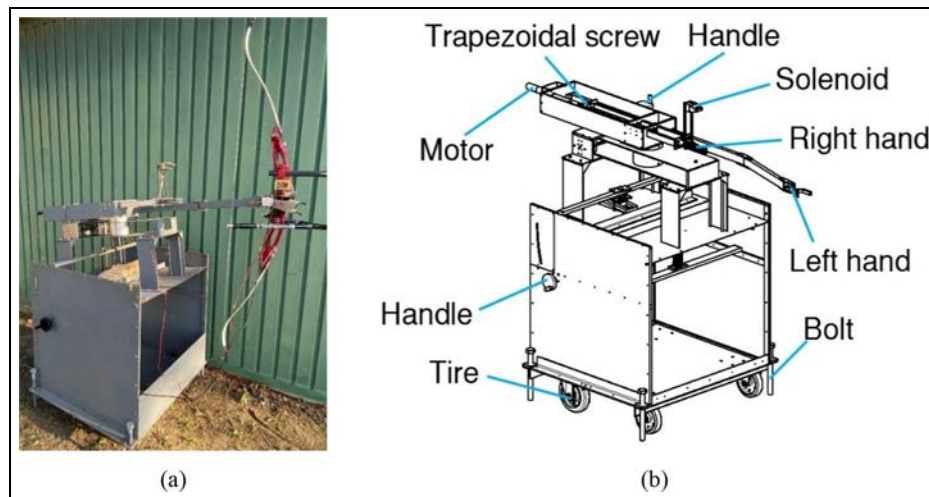 Trapezoidal screw
Handle
Solenoid
Motor
Right hand
Left hand
Handle
Bolt
Tire
(a)
(b)